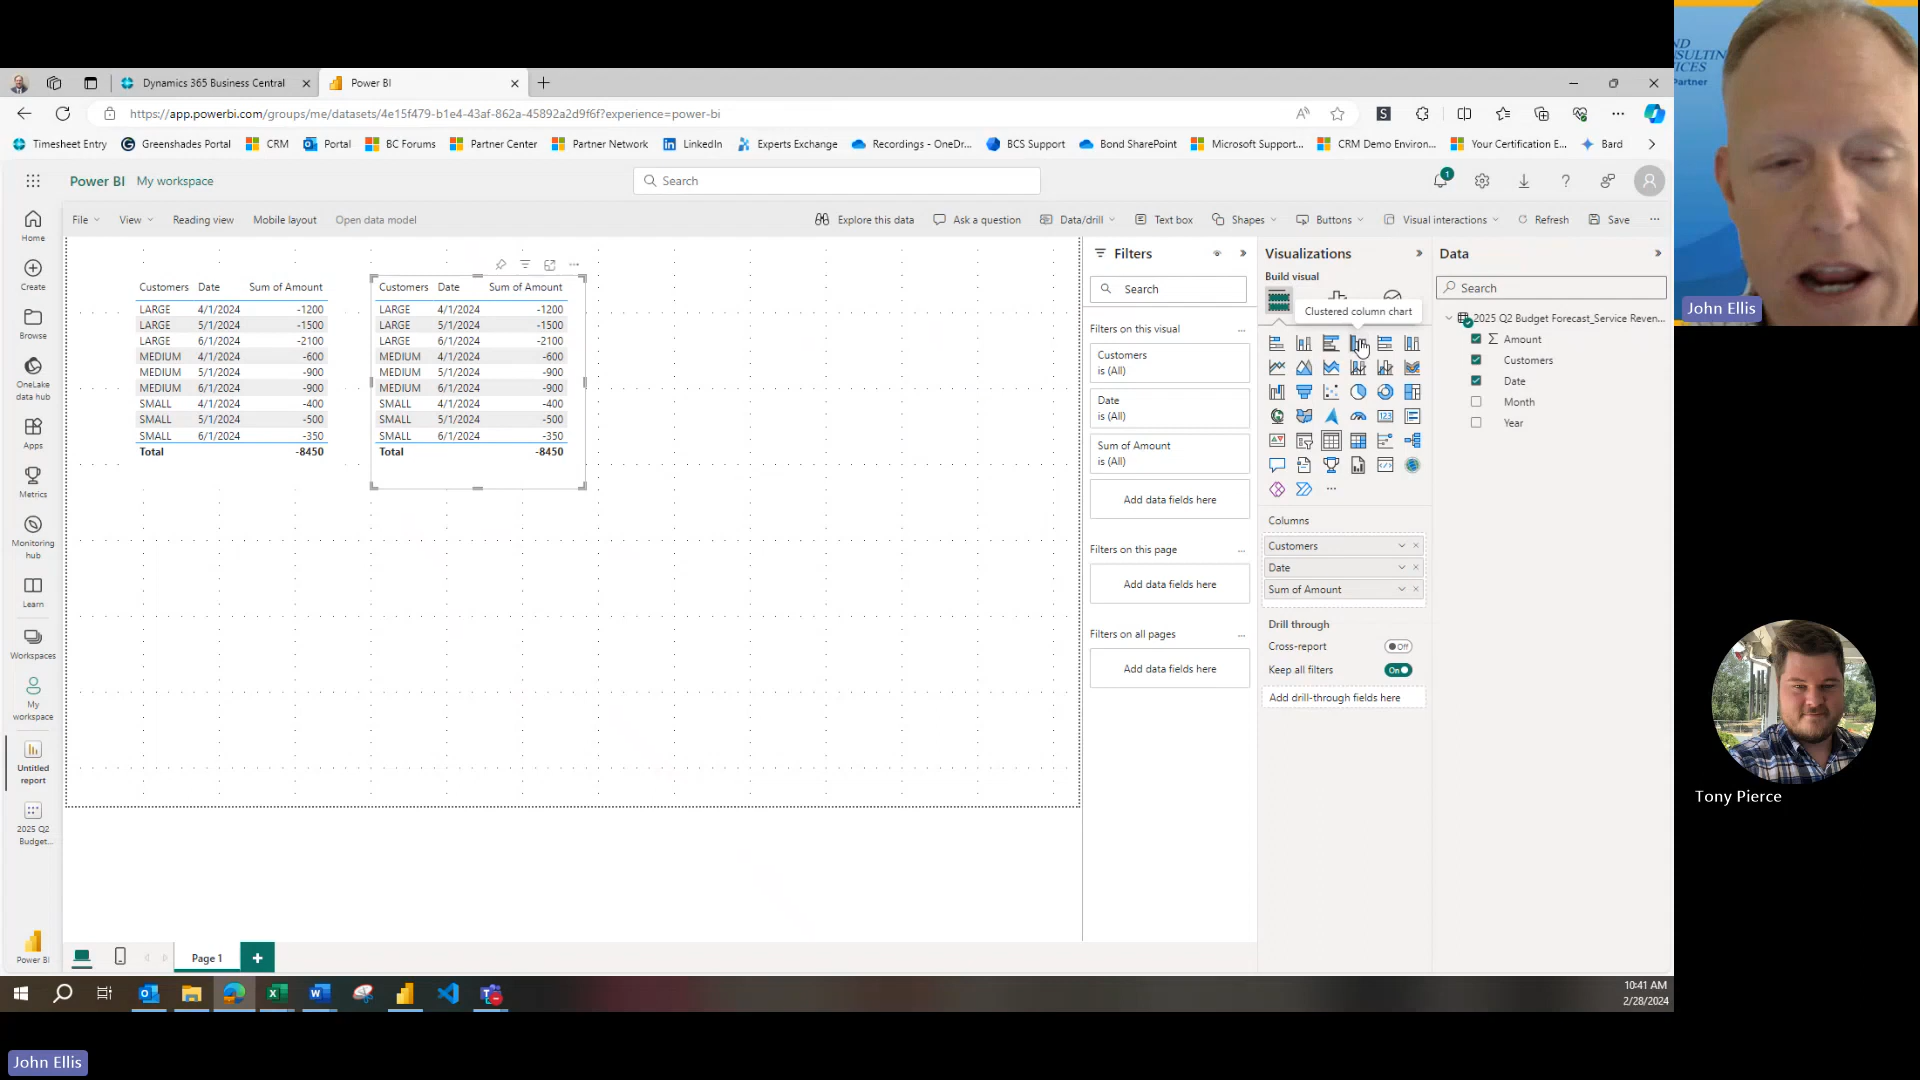 Dynamics 365 Business Central
Power BI
https://app.powerbi.com/groups/me/datasets/4e15f479-b1e4-43af-862a-45892a2d9f6f?experience=power-bi
Timesheet Entry
Greenshades Portal
CRM
Portal
BC Forums
Partner Center
Partner Network
LinkedIn
Experts Exchange
Recordings - OneDr...
BCS Support
Bond SharePoint
Microsoft Support...
CRM Demo Environ...
Your Certification E...
Bard
Power BI
My workspace
Search
1
File
View
Reading view
Mobile layout
Open data model
Explore this data
Ask a question
Data/drill
Text box
Shapes
Buttons
Visual interactions
Refresh
Save
Home
Create
Browse
OneLake
data hub
Apps
Metrics
Monitoring
hub
Learn
Workspaces
My
workspace
Untitled
report
2025 Q2
Budget...
Power BI
Customers Date Sum of Amount
LARGE 4/1/2024 -1200
LARGE 5/1/2024 -1500
LARGE 6/1/2024 -2100
MEDIUM 4/1/2024 -600
MEDIUM 5/1/2024 -900
MEDIUM 6/1/2024 -900
SMALL 4/1/2024 -400
SMALL 5/1/2024 -500
SMALL 6/1/2024 -350
Total -8450
Customers Date Sum of Amount
LARGE 4/1/2024 -1200
LARGE 5/1/2024 -1500
LARGE 6/1/2024 -2100
MEDIUM 4/1/2024 -600
MEDIUM 5/1/2024 -900
MEDIUM 6/1/2024 -900
SMALL 4/1/2024 -400
SMALL 5/1/2024 -500
SMALL 6/1/2024 -350
Total -8450
Filters
Search
Filters on this visual
Customers
is (All)
Date
is (All)
Sum of Amount
is (All)
Add data fields here
Filters on this page
Add data fields here
Filters on all pages
Add data fields here
Visualizations
Build visual
Clustered column chart
123
Columns
Customers
Date
Sum of Amount
Drill through
Cross-report
Off
Keep all filters
On
Add drill-through fields here
Data
Search
2025 Q2 Budget Forecast_Service Reven...
Amount
Customers
Date
Month
Year
Page 1
10:41 AM
2/28/2024
John Ellis
Tony Pierce
John Ellis